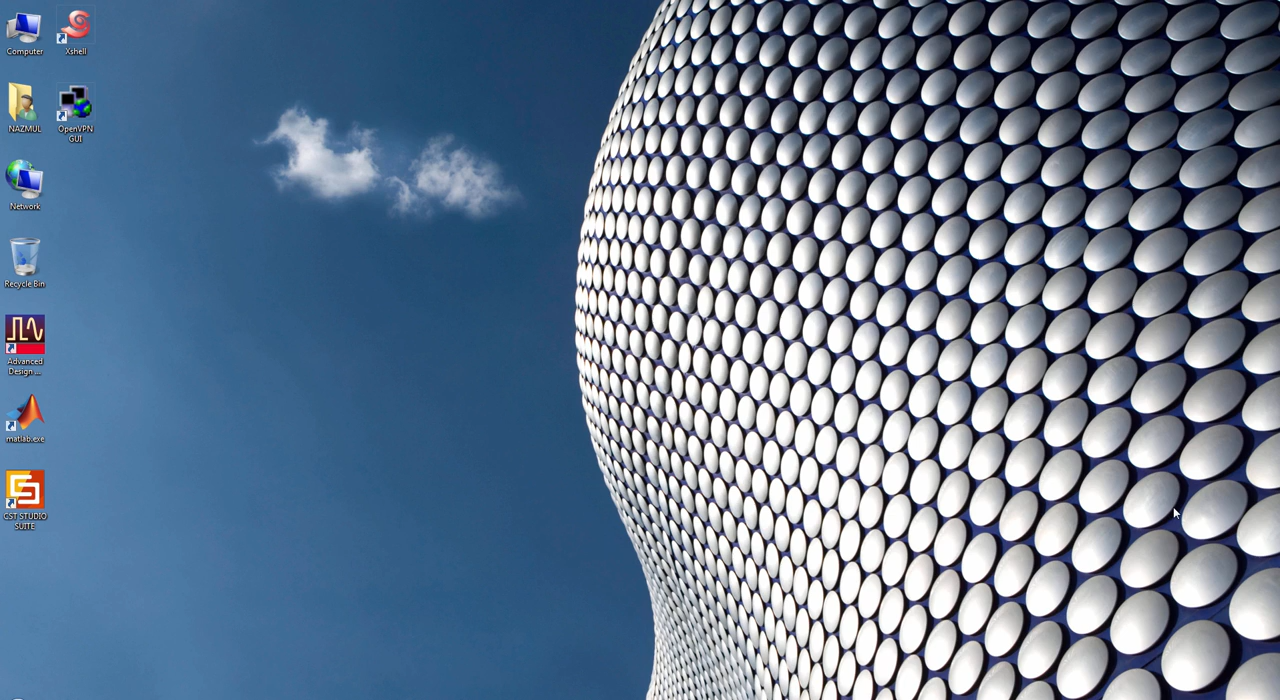 Computer
Xshell
NAZMUL
OpenVPN
GUI
Network
Recycle Bin
Advanced
Design ...
matlab.exe
CST STUDIO
SUITE